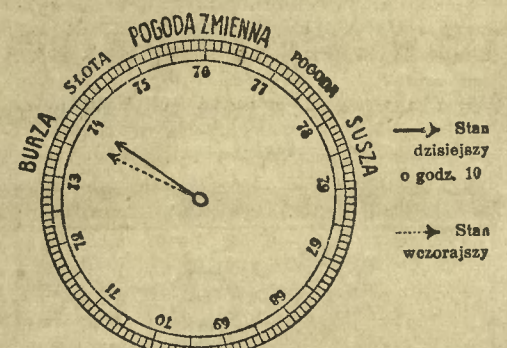 POGODA ZMIENNA
SŁOTA
POGODA
BURZA
SUSZA
76
75
77
74
78
73
79
72
67
71
68
70
69
Stan
dzisiejszy
o godz. 10
Stan
wczorajszy